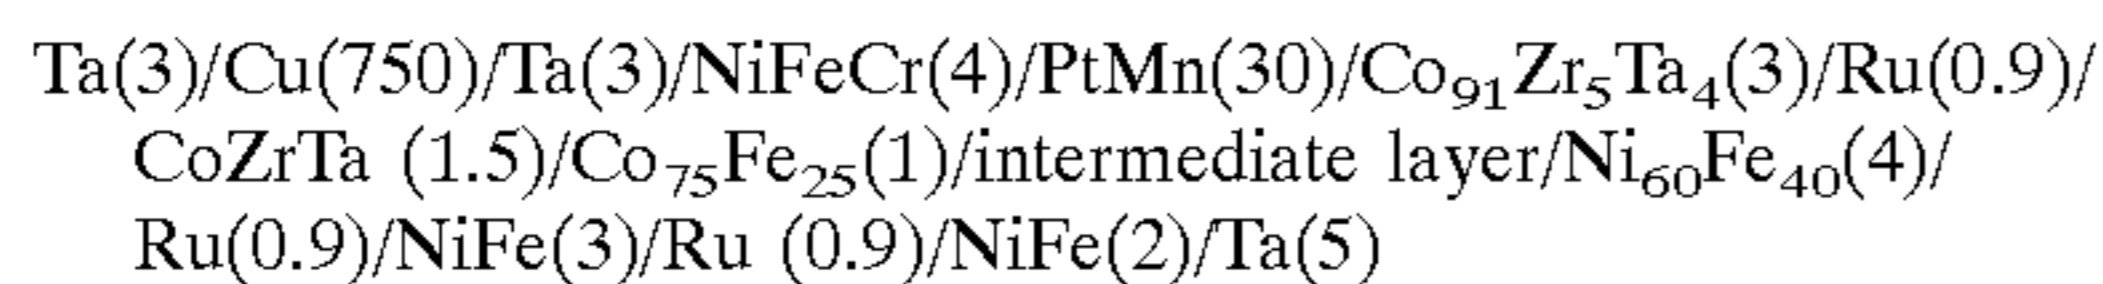 Ta(3)/Cu(750)/Ta(3)/NiFeCr(4)/PtMn(30)/Co₉₁Zr₅Ta₄(3)/Ru(0.9)/
CoZrTa (1.5)/Co₇₅Fe₂₅(1)/intermediate layer/Ni₆₀Fe₄₀(4)/
Ru(0.9)/NiFe(3)/Ru (0.9)/NiFe(2)/Ta(5)